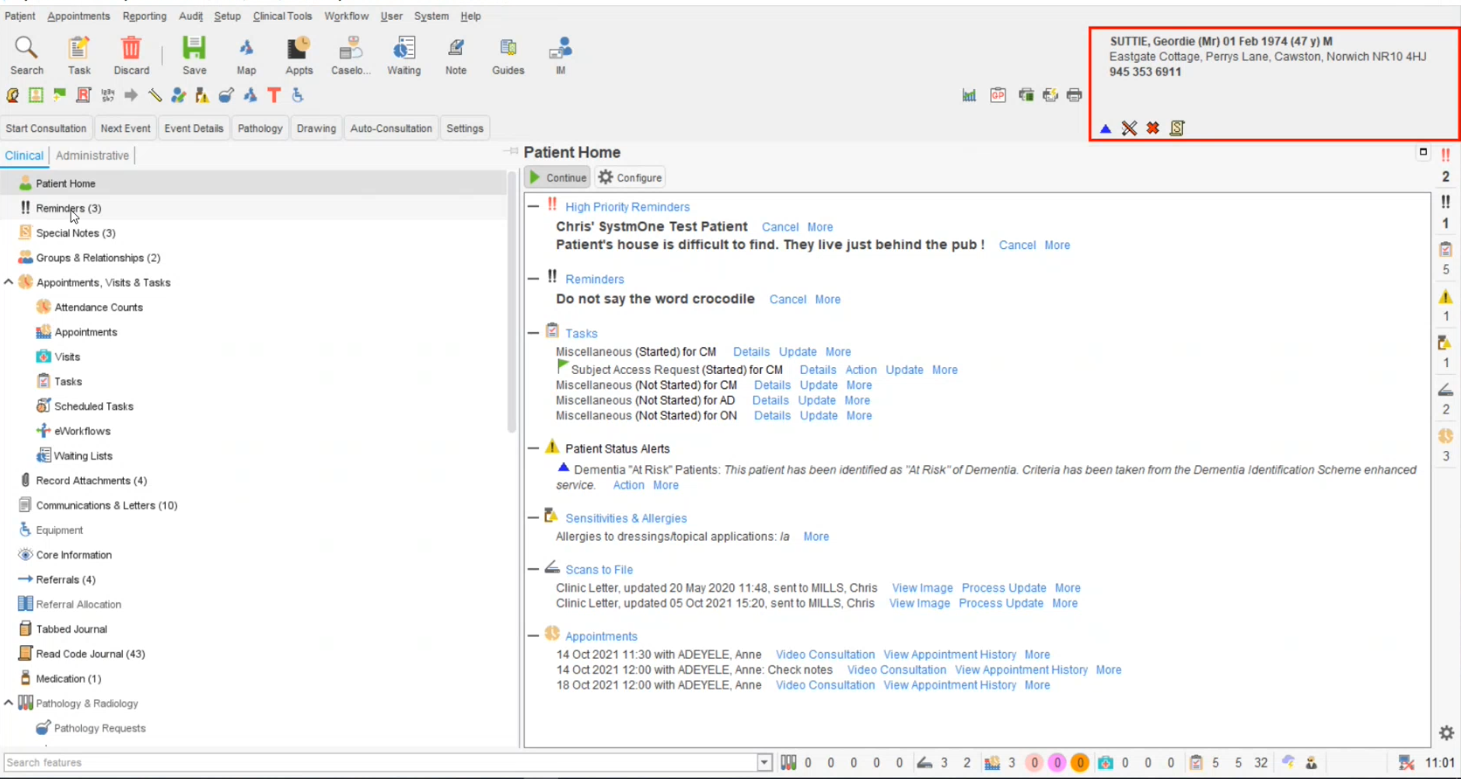 Patient Appointments Reporting Audit Setup Clinical Tools Workflow User System Help
Search Task Discard Save Map Appts Caselo... Waiting Note Guides IM
SUTTIE, Geordie (Mr) 01 Feb 1974 (47 y) M
Eastgate Cottage, Perrys Lane, Cawston, Norwich NR10 4HJ
945 353 6911
Start Consultation Next Event Event Details Pathology Drawing Auto-Consultation Settings
Clinical Administrative
Patient Home
Reminders (3)
Special Notes (3)
Groups & Relationships (2)
Appointments, Visits & Tasks
Attendance Counts
Appointments
Visits
Tasks
Scheduled Tasks
eWorkflows
Waiting Lists
Record Attachments (4)
Communications & Letters (10)
Equipment
Core Information
Referrals (4)
Referral Allocation
Tabbed Journal
Read Code Journal (43)
Medication (1)
Pathology & Radiology
Pathology Requests
Patient Home
Continue Configure
High Priority Reminders
Chris' SystmOne Test Patient Cancel More
Patient's house is difficult to find. They live just behind the pub ! Cancel More
Reminders
Do not say the word crocodile Cancel More
Tasks
Miscellaneous (Started) for CM Details Update More
Subject Access Request (Started) for CM Details Action Update More
Miscellaneous (Not Started) for CM Details Update More
Miscellaneous (Not Started) for AD Details Update More
Miscellaneous (Not Started) for ON Details Update More
Patient Status Alerts
Dementia "At Risk" Patients: This patient has been identified as "At Risk" of Dementia. Criteria has been taken from the Dementia Identification Scheme enhanced
service. Action More
Sensitivities & Allergies
Allergies to dressings/topical applications: la More
Scans to File
Clinic Letter, updated 20 May 2020 11:48, sent to MILLS, Chris View Image Process Update More
Clinic Letter, updated 05 Oct 2021 15:20, sent to MILLS, Chris View Image Process Update More
Appointments
14 Oct 2021 11:30 with ADEYELE, Anne Video Consultation View Appointment History More
14 Oct 2021 12:00 with ADEYELE, Anne: Check notes Video Consultation View Appointment History More
18 Oct 2021 12:00 with ADEYELE, Anne Video Consultation View Appointment History More
2
1
5
1
1
2
3
Search features
0 0 0 0 0 3 2 3 0 0 0 0 0 0 5 5 32 11:01